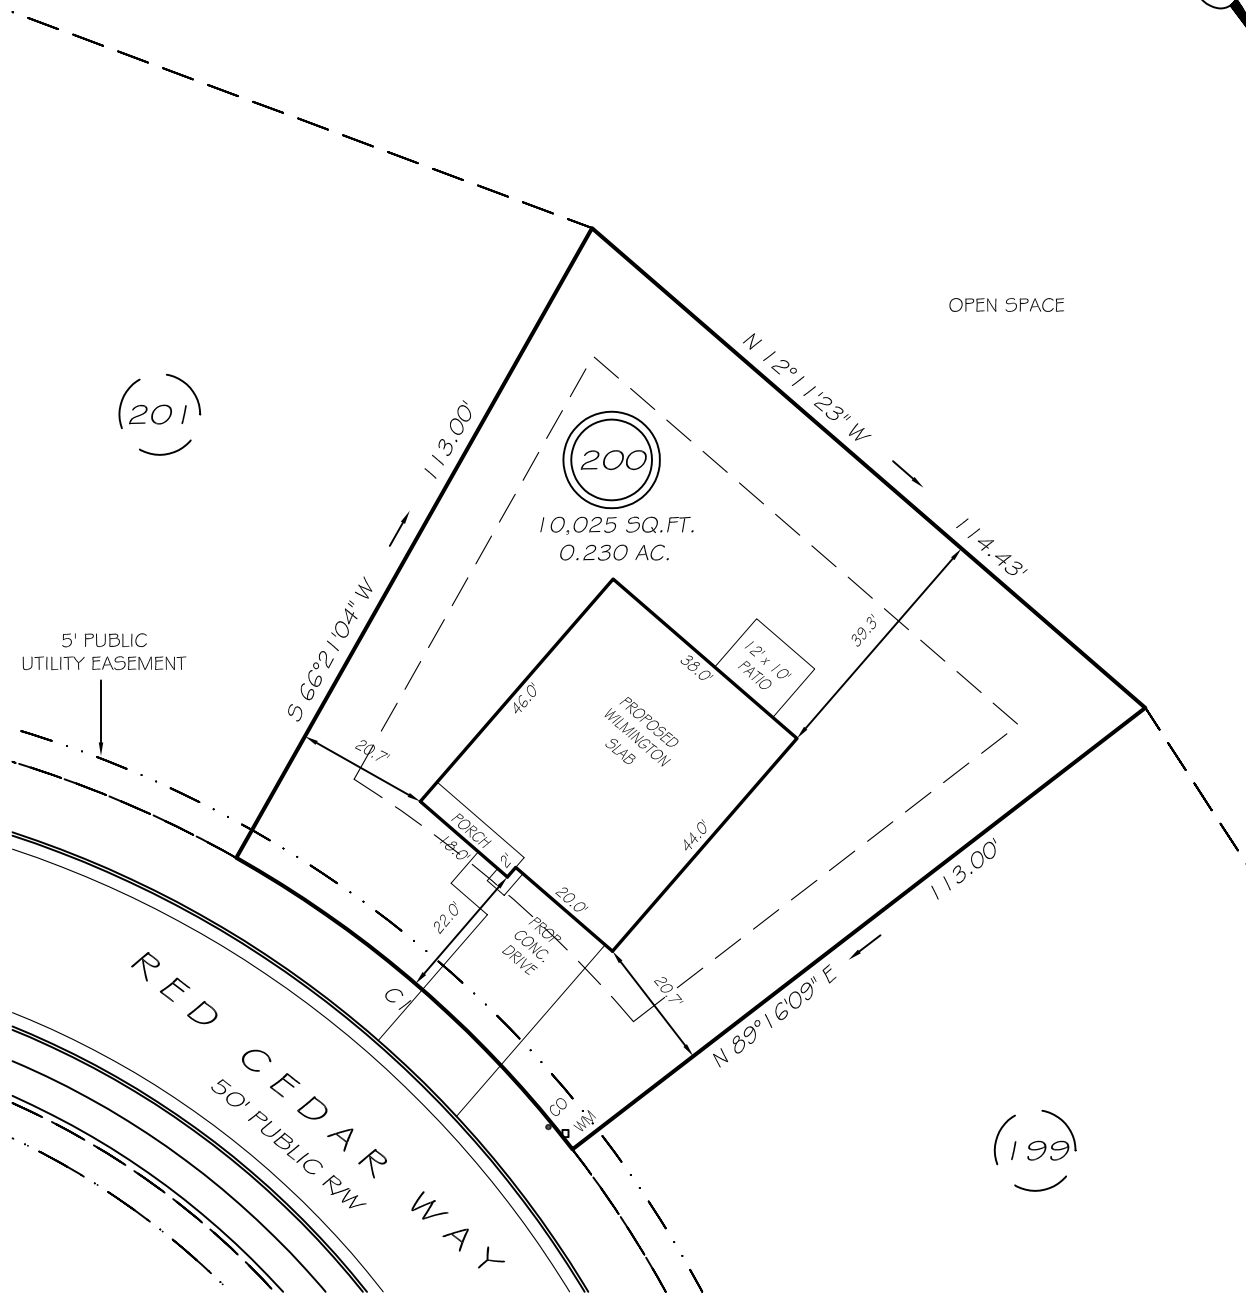 OPEN SPACE
N 12°11'23" W
114.43'
201
113.00'
S 66°21'04" W
200
10,025 SQ.FT.
0.230 AC.
5' PUBLIC
UTILITY EASEMENT
39.3'
12' x 10'
PATIO
38.0'
46.0'
PROPOSED
WILMINGTON
SLAB
20.7'
PORCH
18.0'
2'
44.0'
20.0'
22.0'
PROP
CONC.
DRIVE
113.00'
N 89°16'09" E
20.7'
C1
RED CEDAR WAY
50' PUBLIC R/W
CO
WM
199